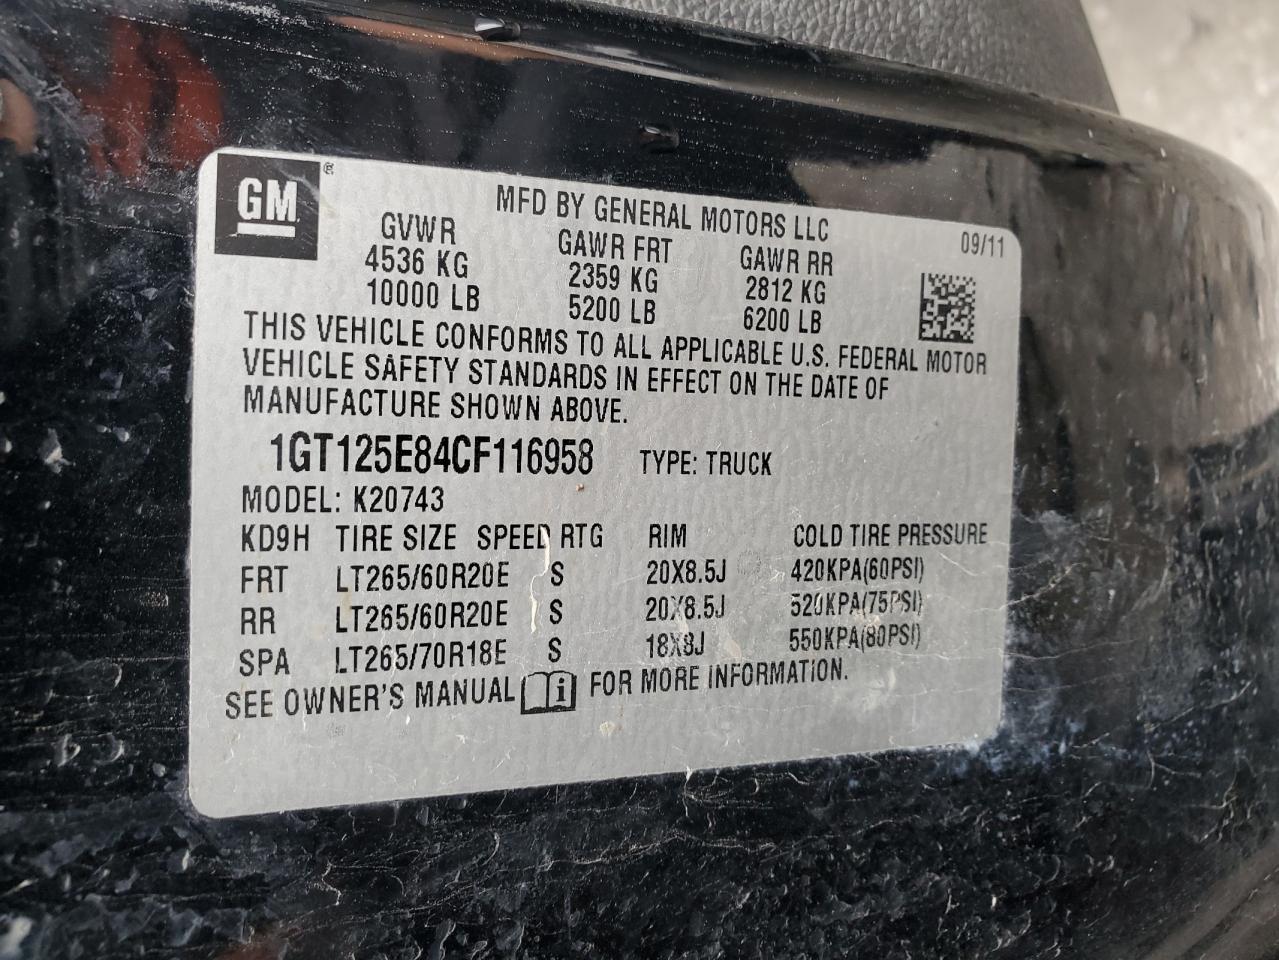 GM ®
MFD BY GENERAL MOTORS LLC
09/11
GVWR GAWR FRT GAWR RR
4536 KG 2359 KG 2812 KG
10000 LB 5200 LB 6200 LB
THIS VEHICLE CONFORMS TO ALL APPLICABLE U.S. FEDERAL MOTOR
VEHICLE SAFETY STANDARDS IN EFFECT ON THE DATE OF
MANUFACTURE SHOWN ABOVE.
1GT125E84CF116958 TYPE: TRUCK
MODEL: K20743
KD9H TIRE SIZE SPEED RTG RIM COLD TIRE PRESSURE
FRT LT265/60R20E S 20X8.5J 420KPA(60PSI)
RR LT265/60R20E S 20X8.5J 520KPA(75PSI)
SPA LT265/70R18E S 18X8J 550KPA(80PSI)
SEE OWNER'S MANUAL i FOR MORE INFORMATION.